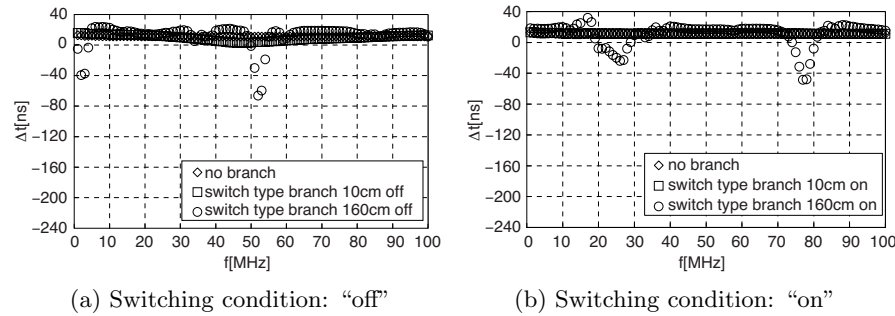 40
0
−40
−80
−120
−160
−200
−240
Δt[ns]
no branch
switch type branch 10cm off
switch type branch 160cm off
0 10 20 30 40 50 60 70 80 90 100
f[MHz]
(a) Switching condition: “off”
40
0
−40
−80
−120
−160
−200
−240
Δt[ns]
no branch
switch type branch 10cm on
switch type branch 160cm on
0 10 20 30 40 50 60 70 80 90 100
f[MHz]
(b) Switching condition: “on”